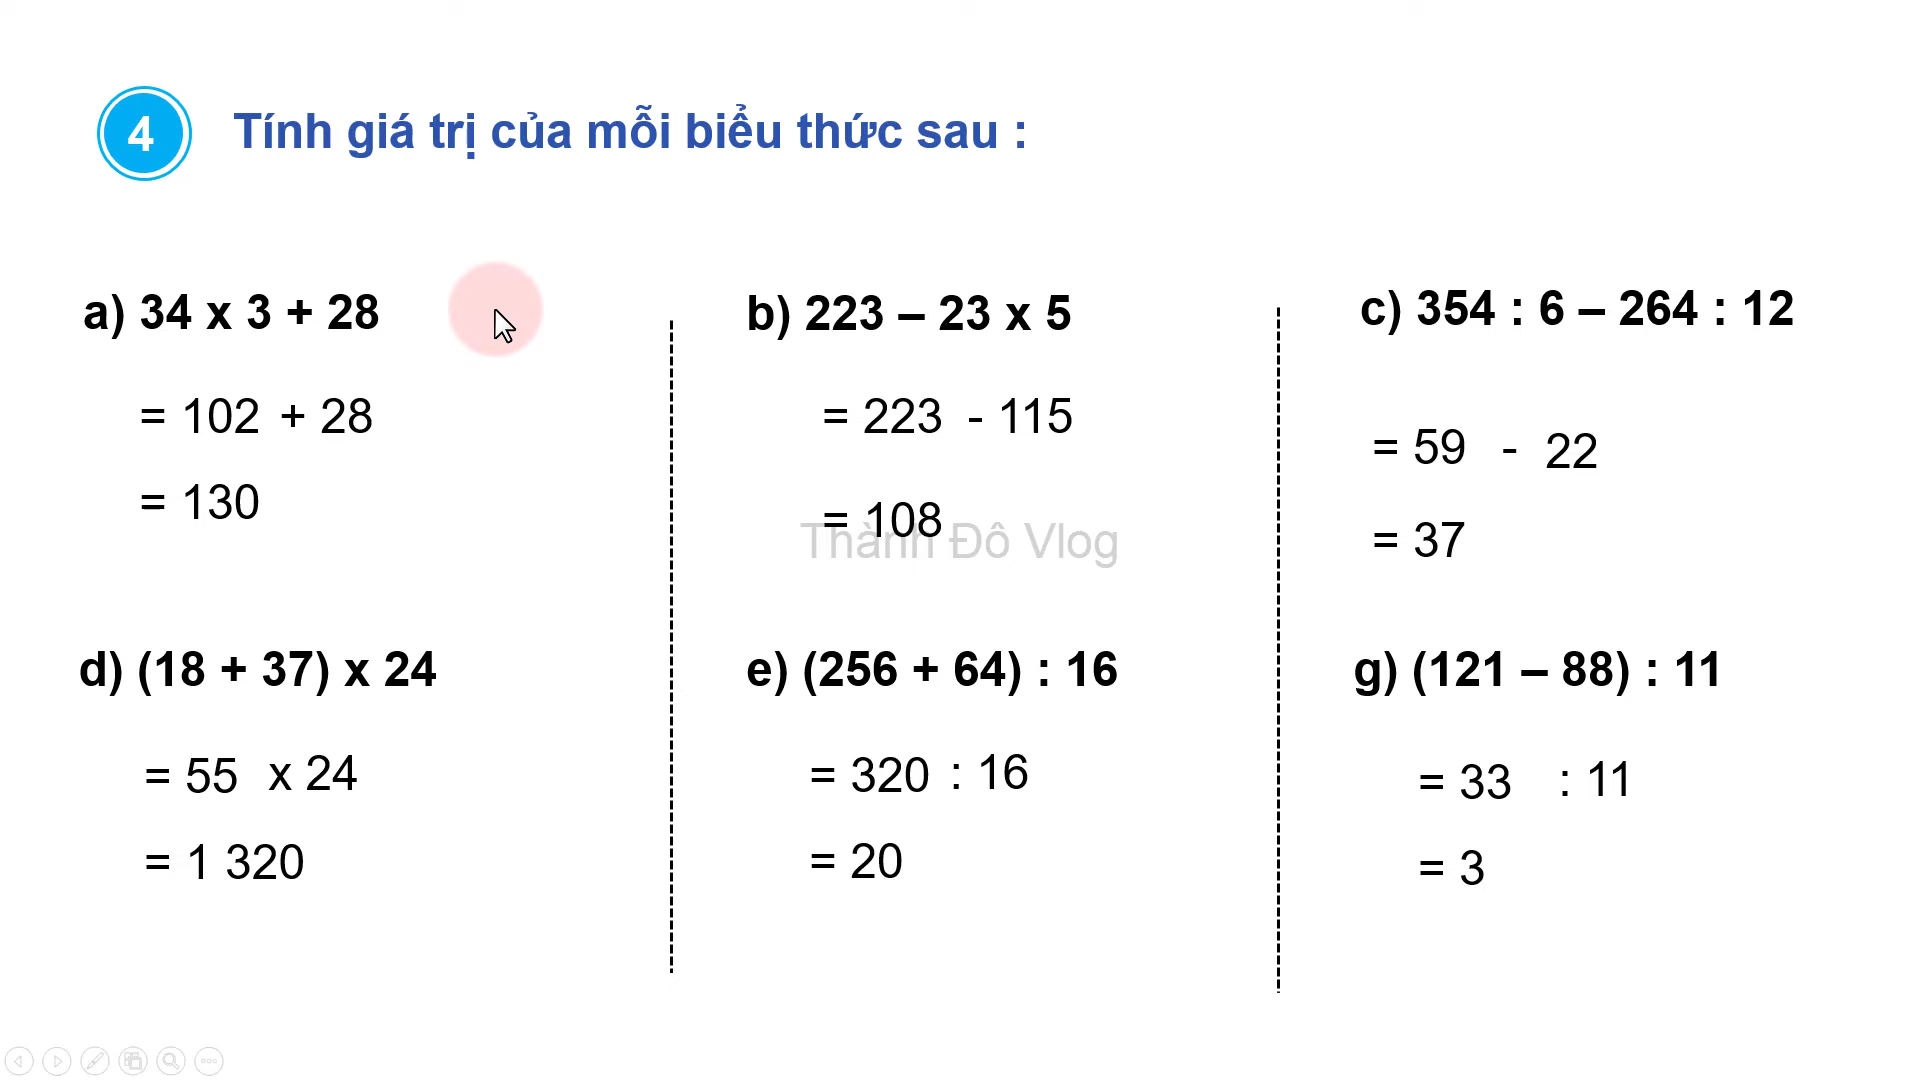 4 Tính giá trị của mỗi biểu thức sau :
a) 34 x 3 + 28
= 102 + 28
= 130
b) 223 – 23 x 5
= 223 - 115
= 108
c) 354 : 6 – 264 : 12
= 59 - 22
= 37
Thành Đô Vlog
d) (18 + 37) x 24
= 55 x 24
= 1 320
e) (256 + 64) : 16
= 320 : 16
= 20
g) (121 – 88) : 11
= 33 : 11
= 3